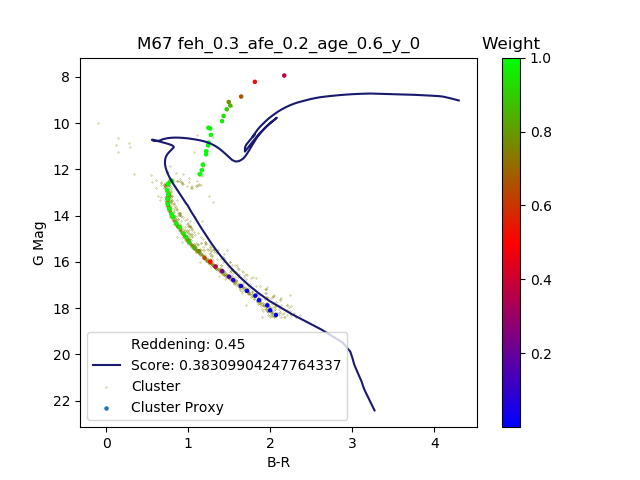 M67 feh_0.3_afe_0.2_age_0.6_y_0
Weight
8
10
12
14
16
18
20
22
G Mag
0
1
2
3
4
B-R
Reddening: 0.45
Score: 0.38309904247764337
Cluster
Cluster Proxy
1.0
0.8
0.6
0.4
0.2